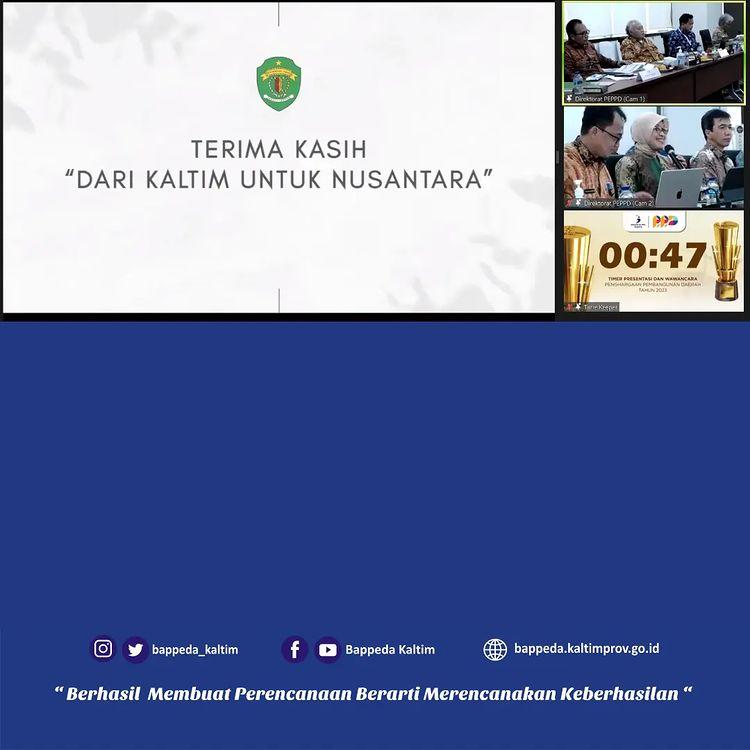 TERIMA KASIH
“DARI KALTIM UNTUK NUSANTARA”
Direktorat PEPPD (Cam 1)
Direktorat PEPPD (Cam 2)
PPD
00:47
TIMER PRESENTASI DAN WAWANCARA
PENGHARGAAN PEMBANGUNAN DAERAH
TAHUN 2023
Time Keeper
bappeda_kaltim
Bappeda Kaltim
bappeda.kaltimprov.go.id
“ Berhasil Membuat Perencanaan Berarti Merencanakan Keberhasilan “